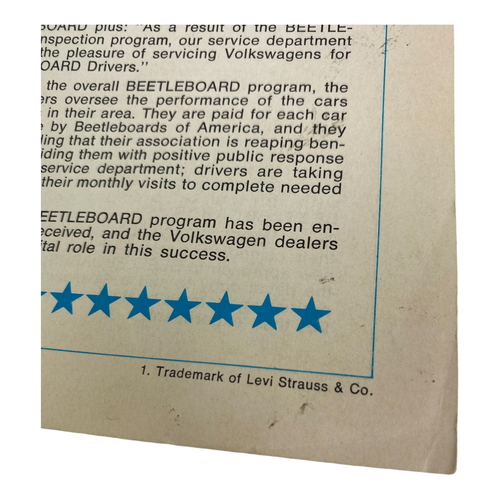 BOARD plus: "As a result of the BEETLE-
nspection program, our service department
the pleasure of servicing Volkswagens for
OARD Drivers."
the overall BEETLEBOARD program, the
ers oversee the performance of the cars
in their area. They are paid for each car
e by Beetleboards of America, and they
ling that their association is reaping ben-
iding them with positive public response
service department; drivers are taking
their monthly visits to complete needed
EETLEBOARD program has been en-
eceived, and the Volkswagen dealers
ital role in this success.
1. Trademark of Levi Strauss & Co.